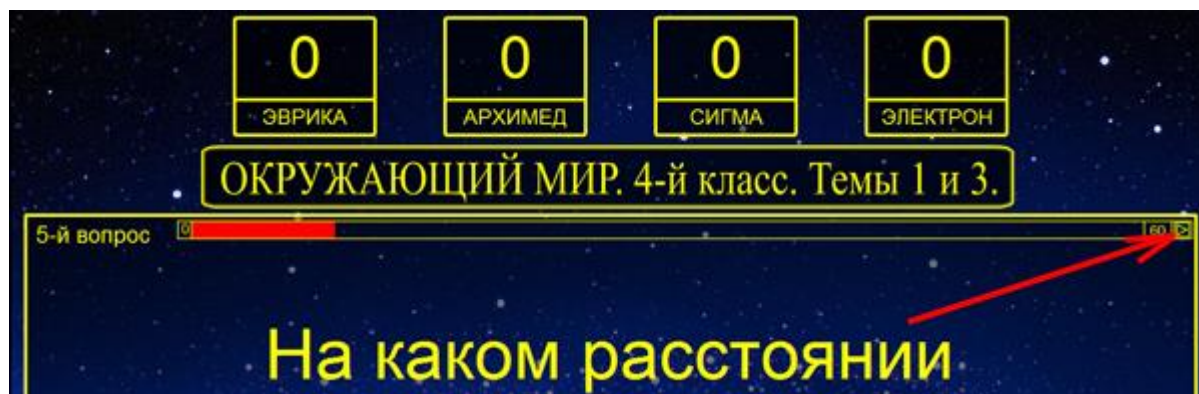 0 0 0 0
ЭВРИКА АРХИМЕД СИГМА ЭЛЕКТРОН
ОКРУЖАЮЩИЙ МИР. 4-й класс. Темы 1 и 3.
5-й вопрос 0 60 >
На каком расстоянии